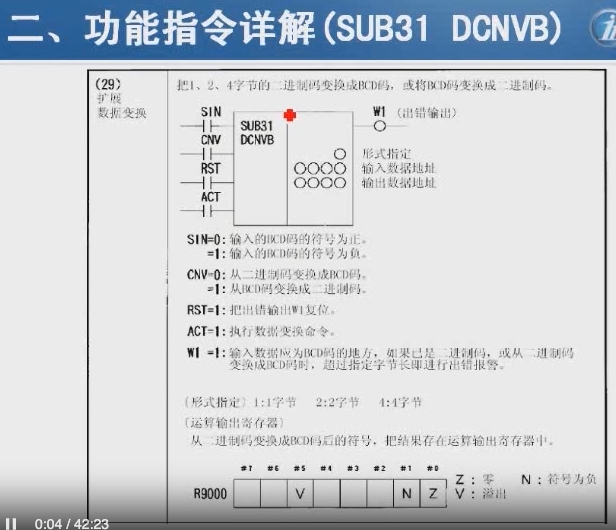 二、功能指令详解(SUB31 DCNVB)
(29)
扩展
数据变换
把1、2、4字节的二进制码变换成BCD码，或将BCD码变换成二进制码。
SIN
CNV
RST
ACT
SUB31
DCNVB
W1 (出错输出)
形式指定
输入数据地址
输出数据地址
SIN=0: 输入的BCD码的符号为正。
=1: 输入的BCD码的符号为负。
CNV=0: 从二进制码变换成BCD码。
=1: 从BCD码变换成二进制码。
RST=1: 把出错输出W1复位。
ACT=1: 执行数据变换命令。
W1 =1: 输入数据应为BCD码的地方，如果已是二进制码，或从二进制码
变换成BCD码时，超过指定字节长即进行出错报警。
〔形式指定〕1:1字节 2:2字节 4:4字节
〔运算输出寄存器〕
从二进制码变换成BCD码后的符号，把结果存在运算输出寄存器中。
#7 #6 #5 #4 #3 #2 #1 #0
R9000 V N Z
Z：零 N：符号为负
V：溢出
0:04 / 42:23